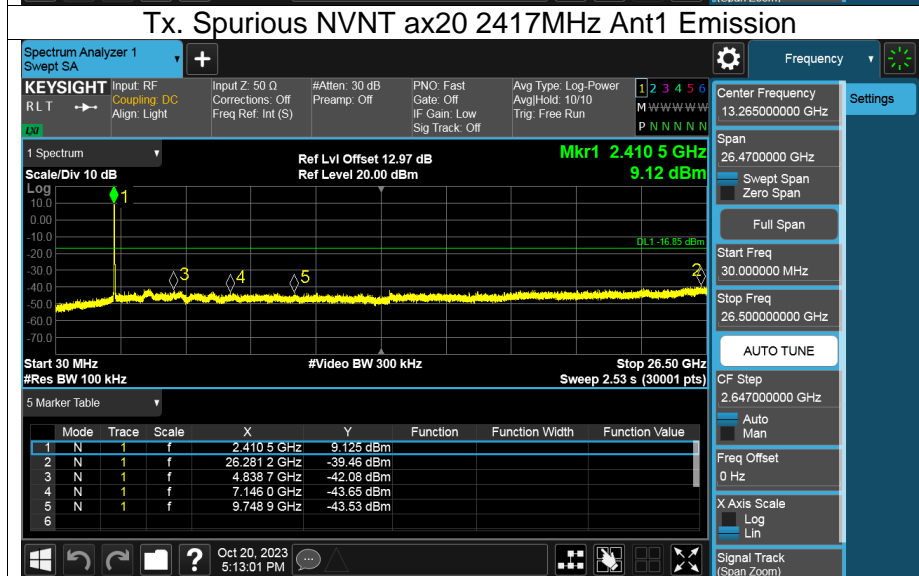 (Span Zoom)
Tx. Spurious NVNT ax20 2417MHz Ant1 Emission
Spectrum Analyzer 1
Swept SA
+
Frequency
KEYSIGHT Input: RF Input Z: 50 Ω #Atten: 30 dB PNO: Fast Avg Type: Log-Power 1 2 3 4 5 6
RLT Coupling: DC Corrections: Off Preamp: Off Gate: Off Avg|Hold: 10/10 M W W W W W
Align: Light Freq Ref: Int (S) IF Gain: Low Trig: Free Run
LXI Sig Track: Off P N N N N N
1 Spectrum
Scale/Div 10 dB
Ref Lvl Offset 12.97 dB
Ref Level 20.00 dBm
Mkr1 2.410 5 GHz
9.12 dBm
Log
10.0
0.00
-10.0
-20.0
-30.0
-40.0
-50.0
-60.0
-70.0
1
DL1 -16.85 dBm
3
4
5
2
Start 30 MHz #Video BW 300 kHz Stop 26.50 GHz
#Res BW 100 kHz Sweep 2.53 s (30001 pts)
5 Marker Table
Mode Trace Scale X Y Function Function Width Function Value
1 N 1 f 2.410 5 GHz 9.125 dBm
2 N 1 f 26.281 2 GHz -39.46 dBm
3 N 1 f 4.838 7 GHz -42.08 dBm
4 N 1 f 7.146 0 GHz -43.65 dBm
5 N 1 f 9.748 9 GHz -43.53 dBm
6
?
Oct 20, 2023
5:13:01 PM
Center Frequency
13.265000000 GHz
Settings
Span
26.4700000 GHz
Swept Span
Zero Span
Full Span
Start Freq
30.000000 MHz
Stop Freq
26.500000000 GHz
AUTO TUNE
CF Step
2.647000000 GHz
Auto
Man
Freq Offset
0 Hz
X Axis Scale
Log
Lin
Signal Track
(Span Zoom)